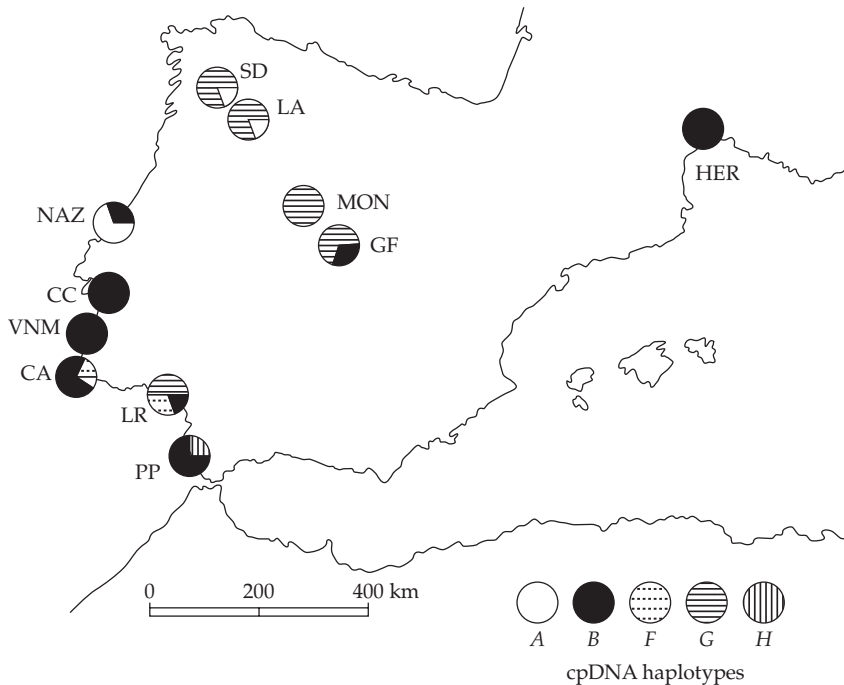 SD
LA
HER
MON
NAZ
GF
CC
VNM
CA
LR
PP
0 200 400 km
A B F G H
cpDNA haplotypes